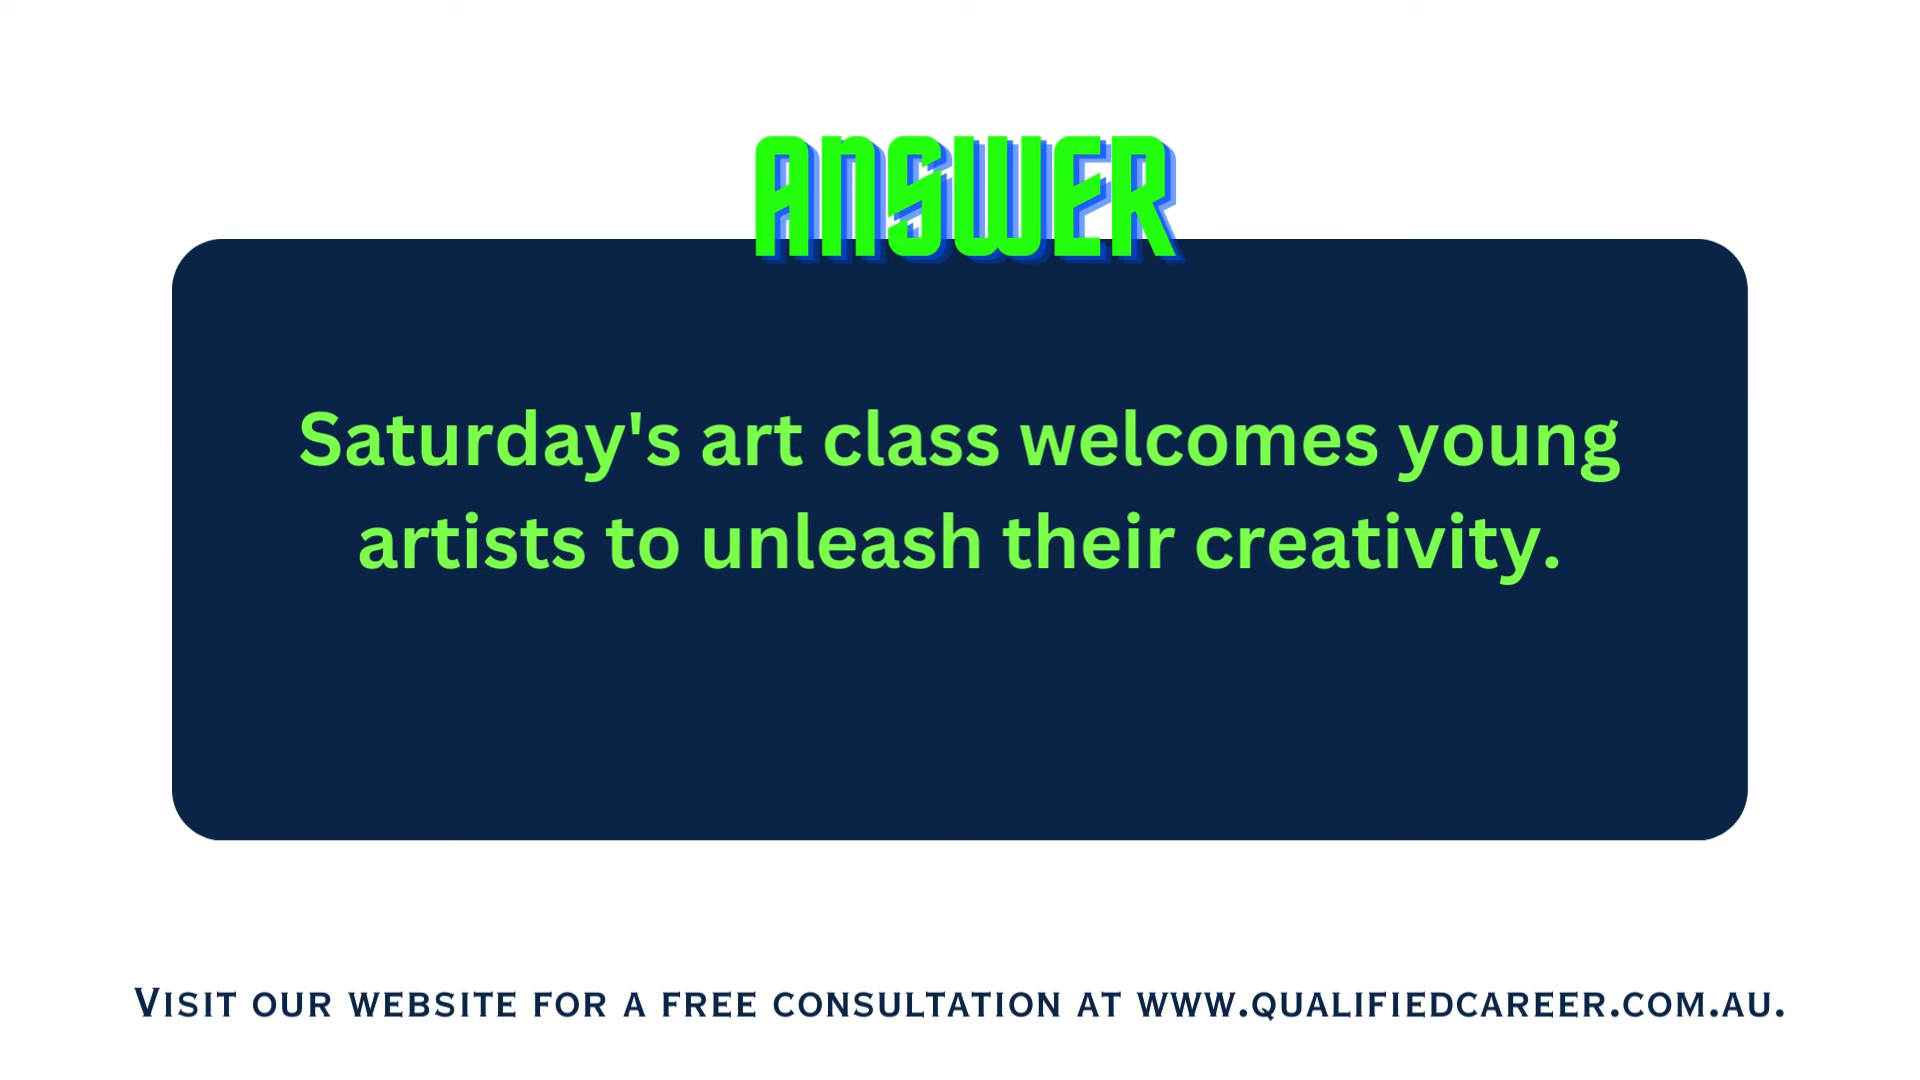 ANSWER
Saturday's art class welcomes young
artists to unleash their creativity.
Visit our website for a free consultation at www.qualifiedcareer.com.au.